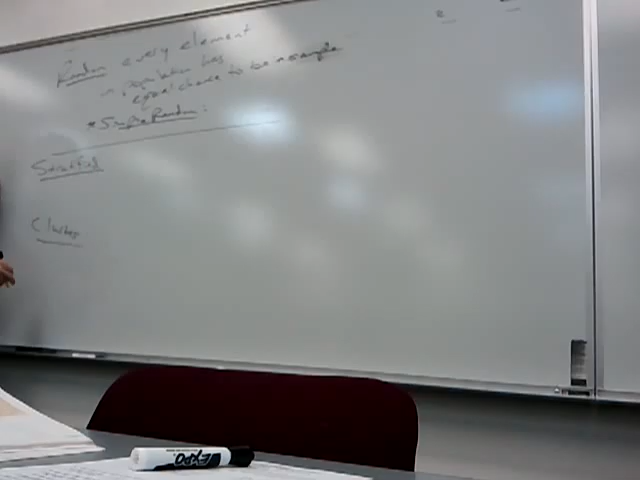 Random every element
in population has
equal chance to be in sample
* Simple Random:
Stratified
Cluster
EXPO